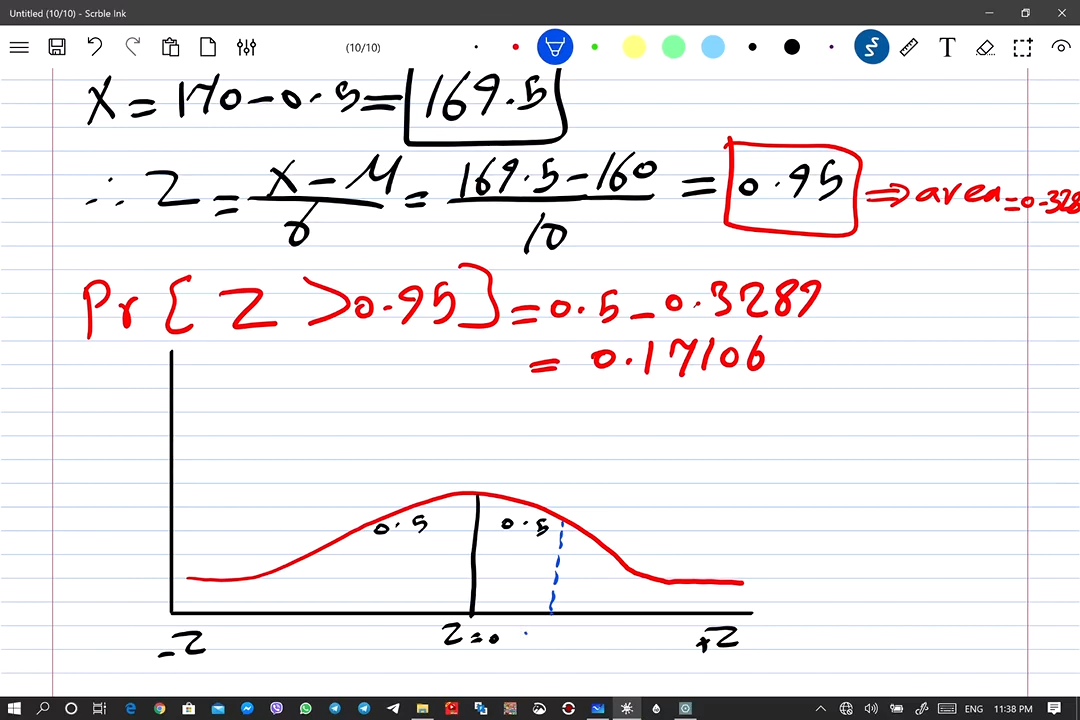 Untitled (10/10) - Scrble Ink
(10/10)
T
X = 170 - 0.5 = 169.5
∴ Z = X - M / σ = 169.5 - 160 / 10 = 0.95 ⇒ area = 0.328
Pr { Z > 0.95 } = 0.5 - 0.3289
= 0.17106
0.5 0.5
-Z Z=0 +Z
ENG 11:38 PM